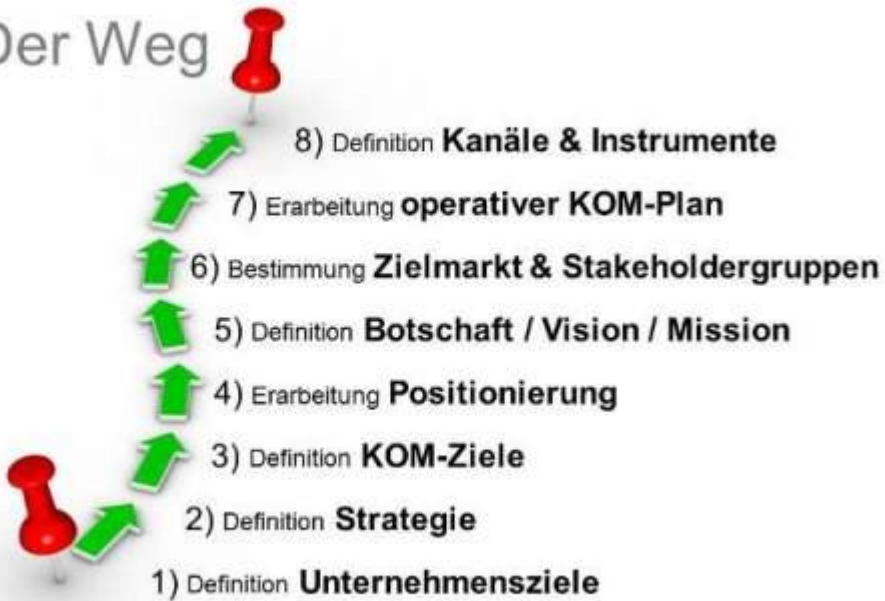 Der Weg
8) Definition Kanäle & Instrumente
7) Erarbeitung operativer KOM-Plan
6) Bestimmung Zielmarkt & Stakeholdergruppen
5) Definition Botschaft / Vision / Mission
4) Erarbeitung Positionierung
3) Definition KOM-Ziele
2) Definition Strategie
1) Definition Unternehmensziele